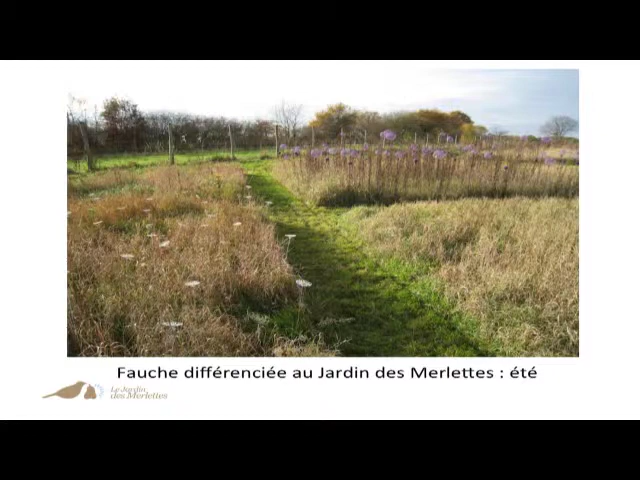 Fauche différenciée au Jardin des Merlettes : été
Le Jardin
des Merlettes